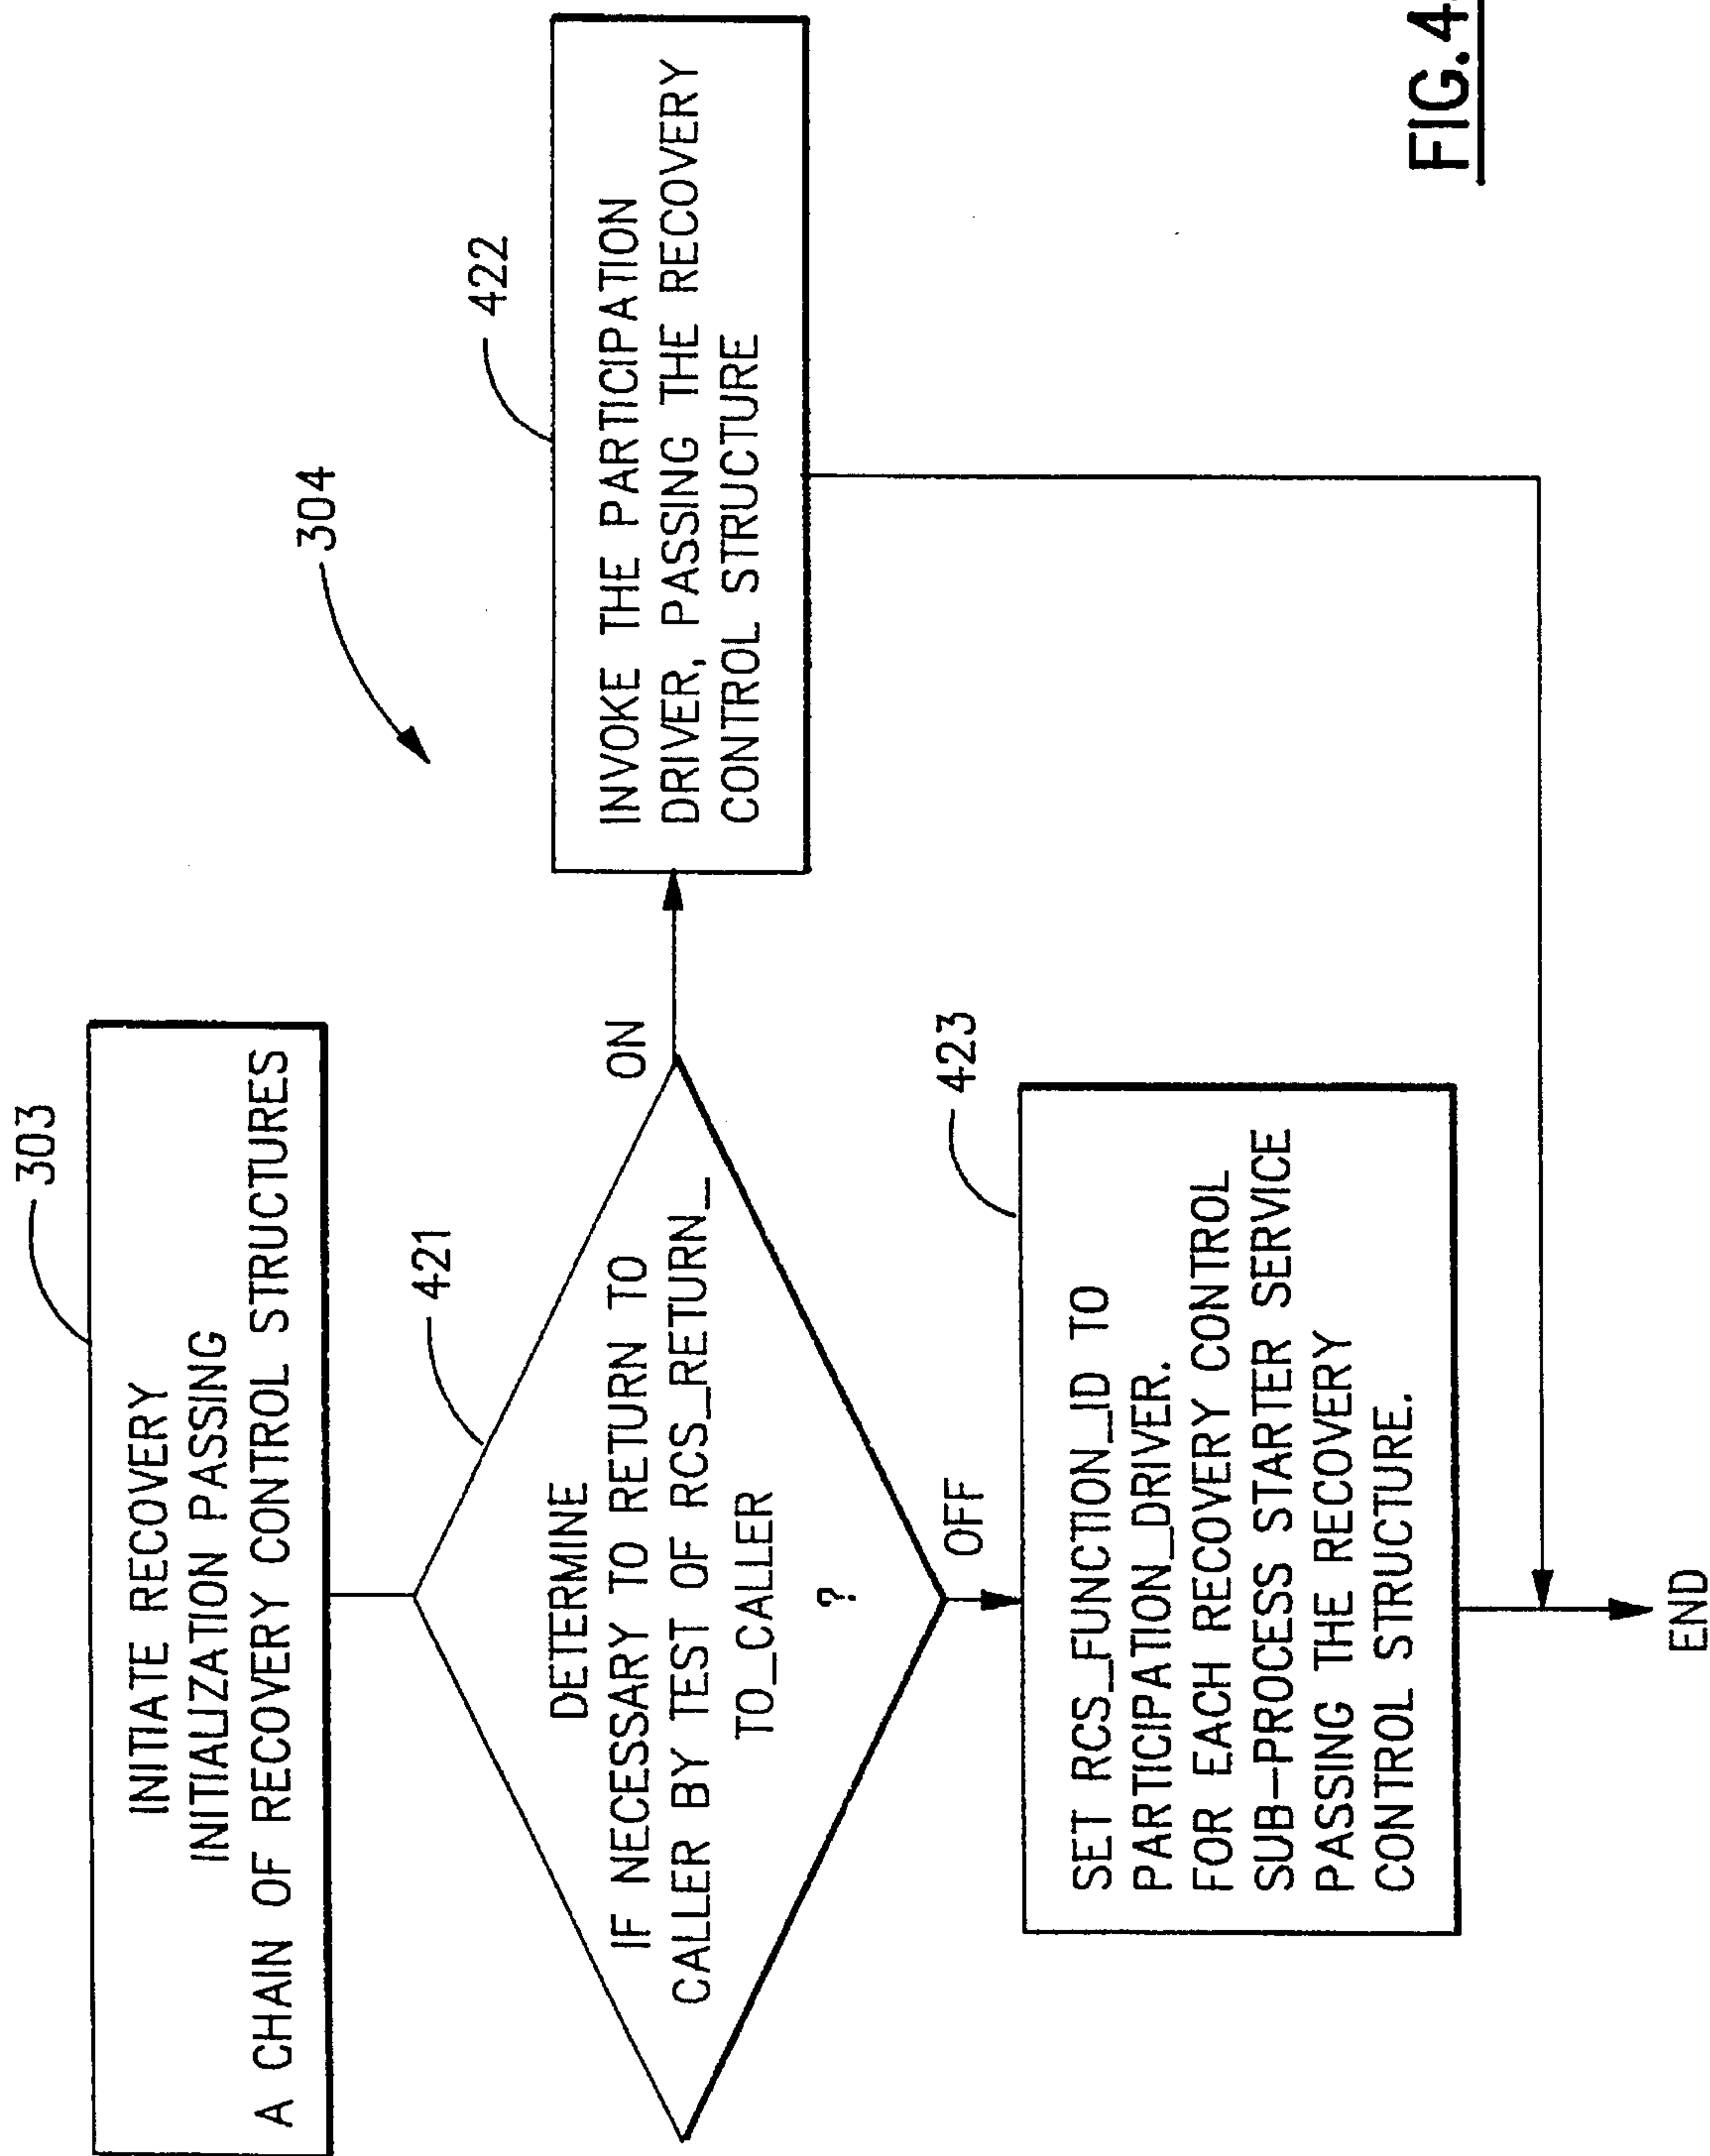 303
INITIATE RECOVERY
INITIALIZATION PASSING
A CHAIN OF RECOVERY CONTROL STRUCTURES
304
421
DETERMINE
IF NECESSARY TO RETURN TO
CALLER BY TEST OF RCS_RETURN_
TO_CALLER
?
ON
422
INVOKE THE PARTICIPATION
DRIVER, PASSING THE RECOVERY
CONTROL STRUCTURE
OFF
423
SET RCS_FUNCTION_ID TO
PARTICIPATION_DRIVER.
FOR EACH RECOVERY CONTROL
SUB-PROCESS STARTER SERVICE
PASSING THE RECOVERY
CONTROL STRUCTURE.
END
FIG.4